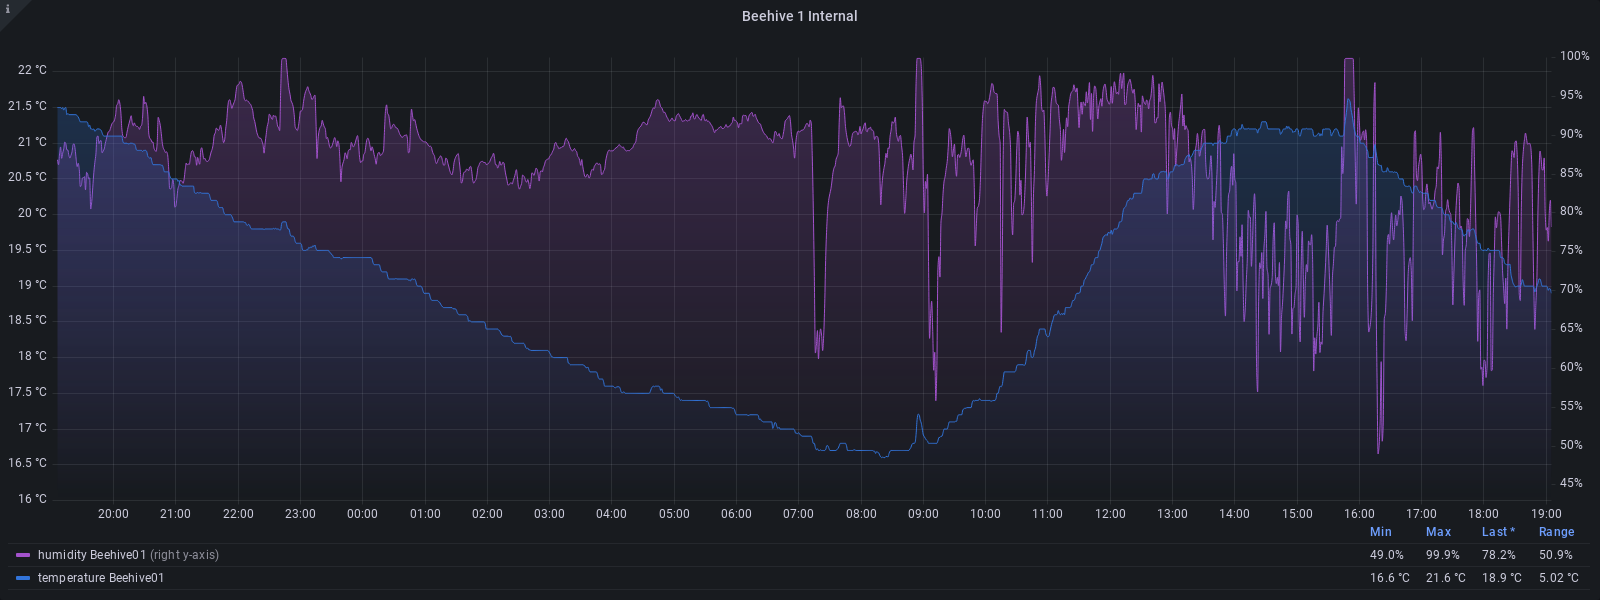 i
Beehive 1 Internal
22 °C
21.5 °C
21 °C
20.5 °C
20 °C
19.5 °C
19 °C
18.5 °C
18 °C
17.5 °C
17 °C
16.5 °C
16 °C
100%
95%
90%
85%
80%
75%
70%
65%
60%
55%
50%
45%
20:00 21:00 22:00 23:00 00:00 01:00 02:00 03:00 04:00 05:00 06:00 07:00 08:00 09:00 10:00 11:00 12:00 13:00 14:00 15:00 16:00 17:00 18:00 19:00
Min Max Last * Range
humidity Beehive01 (right y-axis) 49.0% 99.9% 78.2% 50.9%
temperature Beehive01 16.6 °C 21.6 °C 18.9 °C 5.02 °C